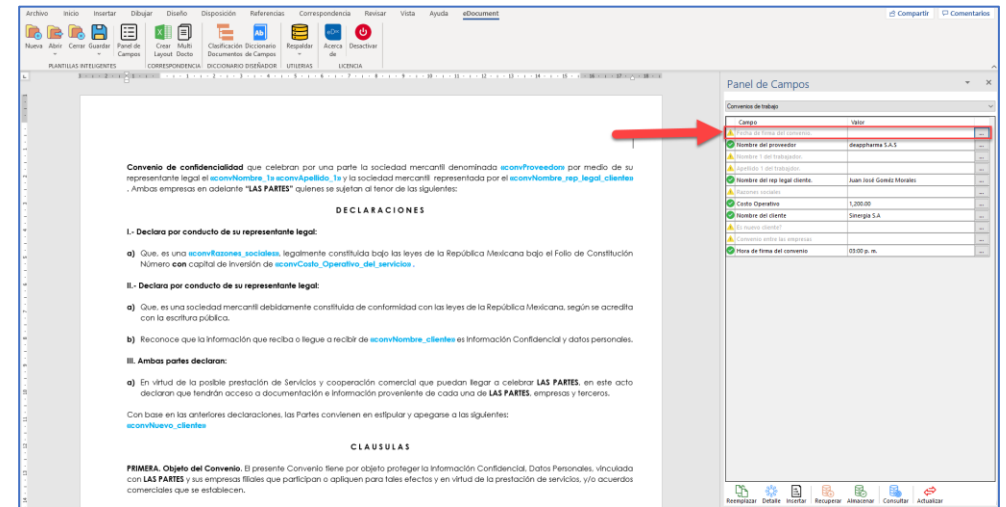 Archivo Inicio Insertar Dibujar Diseño Disposición Referencias Correspondencia Revisar Vista Ayuda eDocument Compartir Comentarios
Nueva Abrir Cerrar Guardar Panel de Campos Crear Layout Multi Docto Clasificación Documentos Diccionario de Campos Respaldar Acerca de Desactivar
PLANTILLAS INTELIGENTES CORRESPONDENCIA DICCIONARIO DISEÑADOR UTILERIAS LICENCIA
Panel de Campos
Convenios de trabajo
Campo Valor
Fecha de firma del convenio. ...
Nombre del proveedor deappharma S.A.S ...
Nombre 1 del trabajador. ...
Apellido 1 del trabajdor. ...
Nombre del rep legal cliente. Juan José Goméz Morales ...
Razones sociales ...
Costo Operativo 1,200.00 ...
Nombre del cliente Sinergia S.A ...
Es nuevo cliente? ...
Convenio entre las empresas. ...
Hora de firma del convenio 03:00 p. m. ...
Convenio de confidencialidad que celebran por una parte la sociedad mercantil denominada «convProveedor» por medio de su
representante legal el «convNombre_1» «convApellido_1» y la sociedad mercantil representada por el «convNombre_rep_legal_cliente»
. Ambas empresas en adelante “LAS PARTES” quienes se sujetan al tenor de las siguientes:
DECLARACIONES
I.- Declara por conducto de su representante legal:
a) Que, es una «convRazones_sociales», legalmente constituida bajo las leyes de la República Mexicana bajo el Folio de Constitución
Número con capital de inversión de «convCosto_Operativo_del_servicio» .
II.- Declara por conducto de su representante legal:
a) Que, es una sociedad mercantil debidamente constituida de conformidad con las leyes de la República Mexicana, según se acredita
con la escritura pública.
b) Reconoce que la información que reciba o llegue a recibir de «convNombre_cliente» es Información Confidencial y datos personales.
III. Ambas partes declaran:
a) En virtud de la posible prestación de Servicios y cooperación comercial que puedan llegar a celebrar LAS PARTES, en este acto
declaran que tendrán acceso a documentación e información proveniente de cada una de LAS PARTES, empresas y terceros.
Con base en las anteriores declaraciones, las Partes convienen en estipular y apegarse a las siguientes:
«convNuevo_cliente»
CLAUSULAS
PRIMERA. Objeto del Convenio. El presente Convenio tiene por objeto proteger la Información Confidencial, Datos Personales, vinculada
con LAS PARTES y sus empresas filiales que participan o apliquen para tales efectos y en virtud de la prestación de servicios, y/o acuerdos
comerciales que se establecen.
Reemplazar Detalle Insertar Recuperar Almacenar Consultar Actualizar